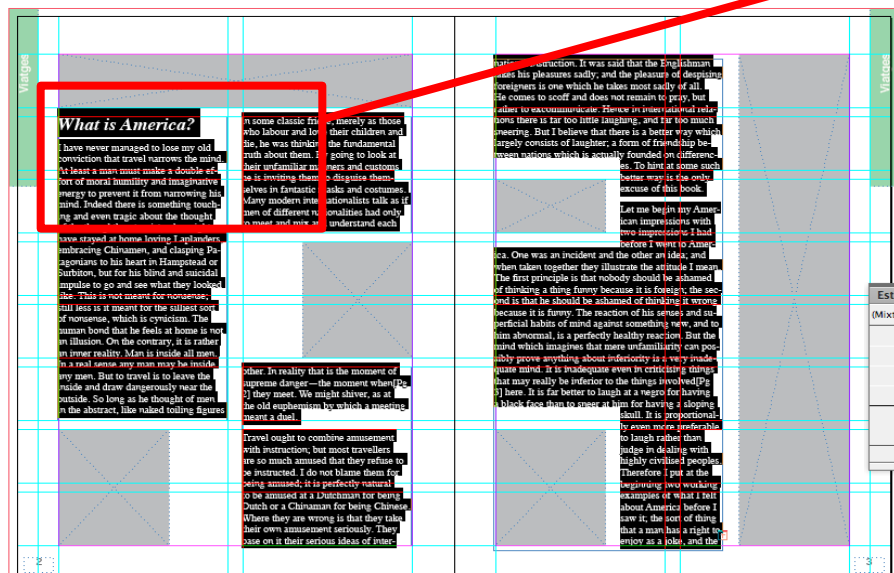 Viatges
What is America?
I have never managed to lose my old
conviction that travel narrows the mind.
At least a man must make a double ef-
fort of moral humility and imaginative
energy to prevent it from narrowing his
mind. Indeed there is something touch-
ing and even tragic about the thought
have stayed at home loving Laplanders,
embracing Chinamen, and clasping Pa-
tagonians to his heart in Hampstead or
Surbiton, but for his blind and suicidal
impulse to go and see what they looked
like. This is not meant for nonsense;
still less is it meant for the silliest sort
of nonsense, which is cynicism. The
human bond that he feels at home is not
an illusion. On the contrary, it is rather
an inner reality. Man is inside all men.
In a real sense any man may be inside
any men. But to travel is to leave the
inside and draw dangerously near the
outside. So long as he thought of men
in the abstract, like naked toiling figures
in some classic frieze, merely as those
who labour and love their children and
die, he was thinking the fundamental
truth about them. By going to look at
their unfamiliar manners and customs
he is inviting them to disguise them-
selves in fantastic masks and costumes.
Many modern internationalists talk as if
men of different nationalities had only
to meet and mix and understand each
other. In reality that is the moment of
supreme danger—the moment when[Pg
2] they meet. We might shiver, as at
the old euphemism by which a meeting
meant a duel.
Travel ought to combine amusement
with instruction; but most travellers
are so much amused that they refuse to
be instructed. I do not blame them for
being amused; it is perfectly natural
to be amused at a Dutchman for being
Dutch or a Chinaman for being Chinese.
Where they are wrong is that they take
their own amusement seriously. They
base on it their serious ideas of inter-
2
national instruction. It was said that the Englishman
takes his pleasures sadly; and the pleasure of despising
foreigners is one which he takes most sadly of all.
He comes to scoff and does not remain to pray, but
rather to excommunicate. Hence in international rela-
tions there is far too little laughing, and far too much
sneering. But I believe that there is a better way which
largely consists of laughter; a form of friendship be-
tween nations which is actually founded on differenc-
es. To hint at some such
better way is the only
excuse of this book.
Let me begin my Amer-
ican impressions with
two impressions I had
before I went to Amer-
ica. One was an incident and the other an idea; and
when taken together they illustrate the attitude I mean.
The first principle is that nobody should be ashamed
of thinking a thing funny because it is foreign; the sec-
ond is that he should be ashamed of thinking it wrong
because it is funny. The reaction of his senses and su-
perficial habits of mind against something new, and to
him abnormal, is a perfectly healthy reaction. But the
mind which imagines that mere unfamiliarity can pos-
sibly prove anything about inferiority is a very inade-
quate mind. It is inadequate even in criticising things
that may really be inferior to the things involved[Pg
3] here. It is far better to laugh at a negro for having
a black face than to sneer at him for having a sloping
skull. It is proportional-
ly even more preferable
to laugh rather than
judge in dealing with
highly civilised peoples.
Therefore I put at the
beginning two working
examples of what I felt
about America before I
saw it; the sort of thing
that a man has a right to
enjoy as a joke, and the
Viatges
3
Est
(Mixt